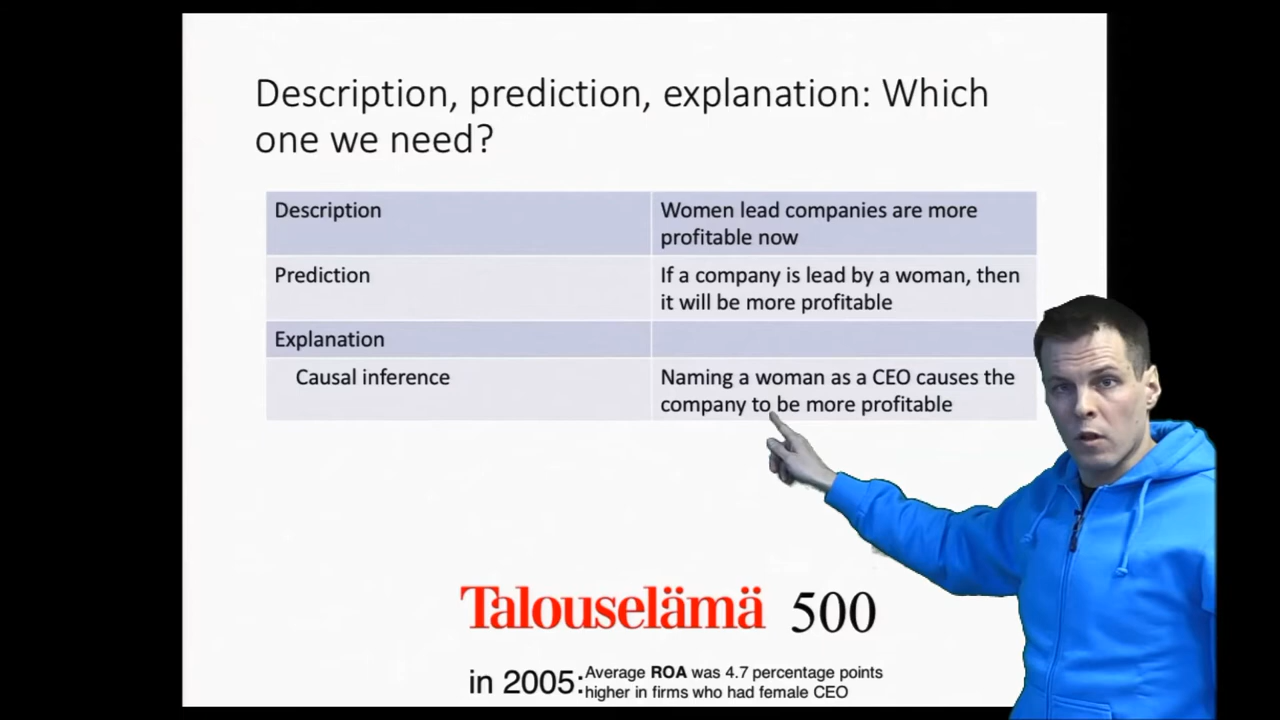 Description, prediction, explanation: Which
one we need?
Description
Women lead companies are more
profitable now
Prediction
If a company is lead by a woman, then
it will be more profitable
Explanation
Causal inference
Naming a woman as a CEO causes the
company to be more profitable
Talouselämä 500
in 2005: Average ROA was 4.7 percentage points
higher in firms who had female CEO